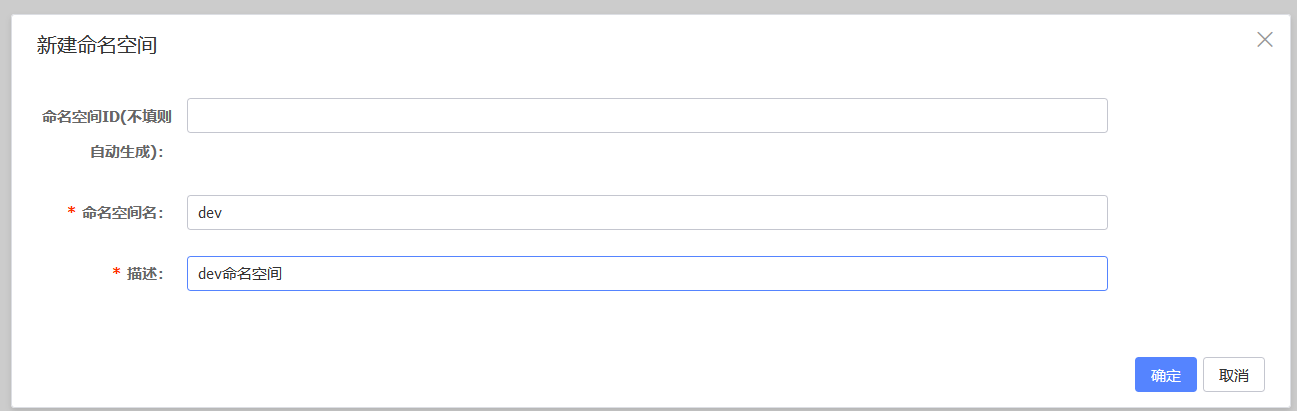 新建命名空间
命名空间ID(不填则
自动生成):
* 命名空间名:
dev
* 描述:
dev命名空间
确定
取消